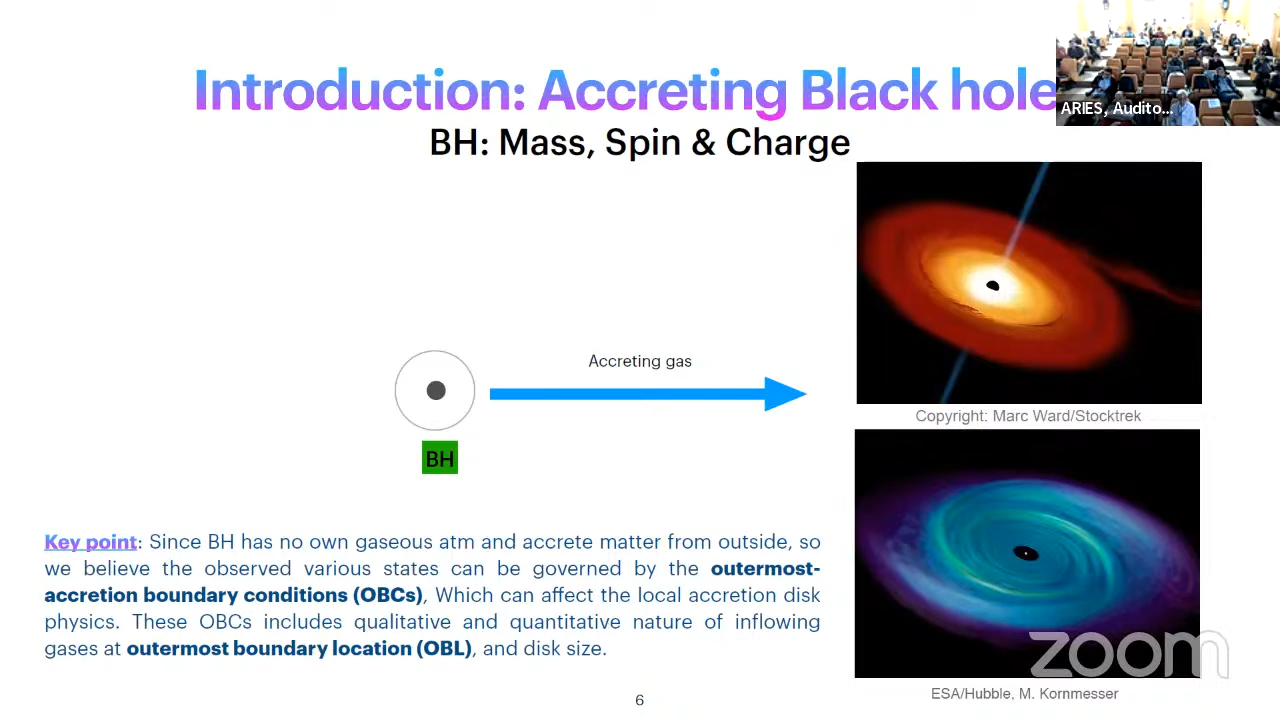 Introduction: Accreting Black hole
ARIES, Audito...
BH: Mass, Spin & Charge
Accreting gas
BH
Copyright: Marc Ward/Stocktrek
Key point: Since BH has no own gaseous atm and accrete matter from outside, so
we believe the observed various states can be governed by the outermost-
accretion boundary conditions (OBCs), Which can affect the local accretion disk
physics. These OBCs includes qualitative and quantitative nature of inflowing
gases at outermost boundary location (OBL), and disk size.
zoom
ESA/Hubble, M. Kornmesser
6